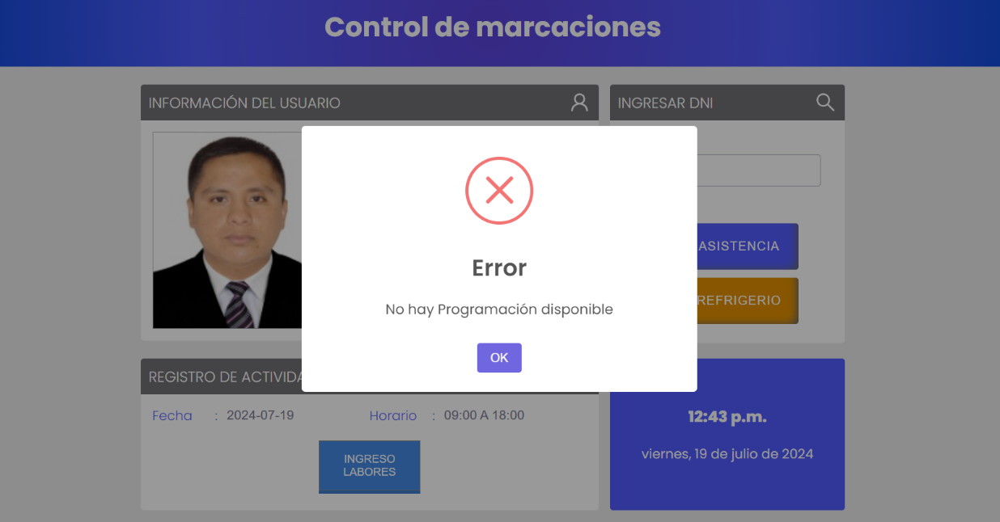 Control de marcaciones
INFORMACIÓN DEL USUARIO
INGRESAR DNI
Error
No hay Programación disponible
OK
ASISTENCIA
REFRIGERIO
REGISTRO DE ACTIVIDA
Fecha : 2024-07-19 Horario : 09:00 A 18:00
INGRESO
LABORES
12:43 p.m.
viernes, 19 de julio de 2024